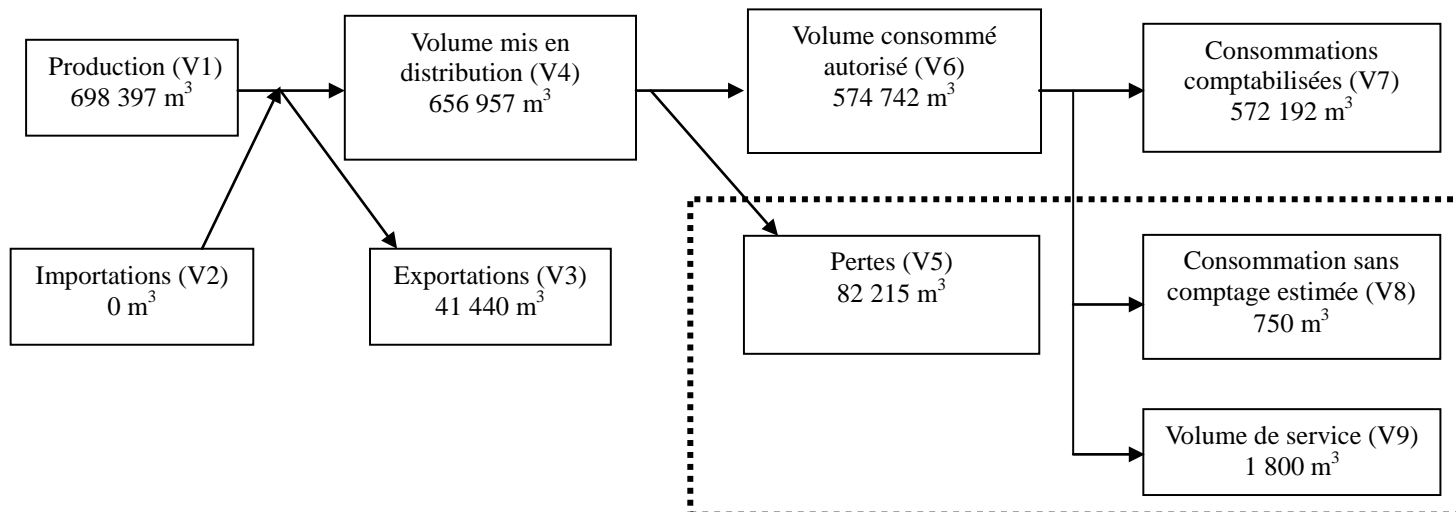 Production (V1)
698 397 m³
Volume mis en
distribution (V4)
656 957 m³
Volume consommé
autorisé (V6)
574 742 m³
Consommations
comptabilisées (V7)
572 192 m³
Importations (V2)
0 m³
Exportations (V3)
41 440 m³
Pertes (V5)
82 215 m³
Consommation sans
comptage estimée (V8)
750 m³
Volume de service (V9)
1 800 m³